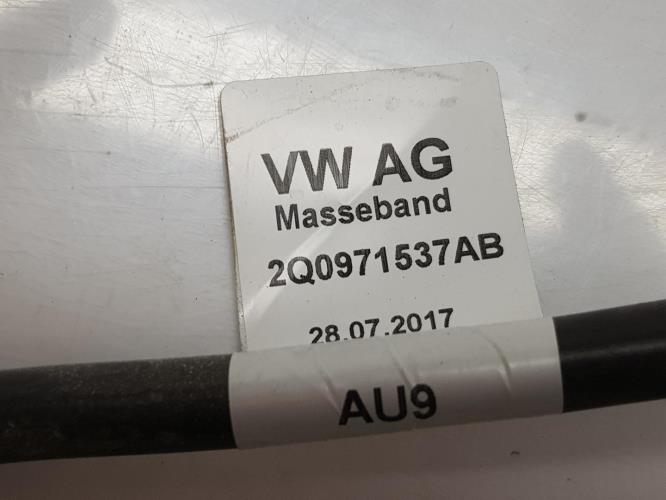 VW AG
Masseband
2Q0971537AB
28.07.2017
AU9